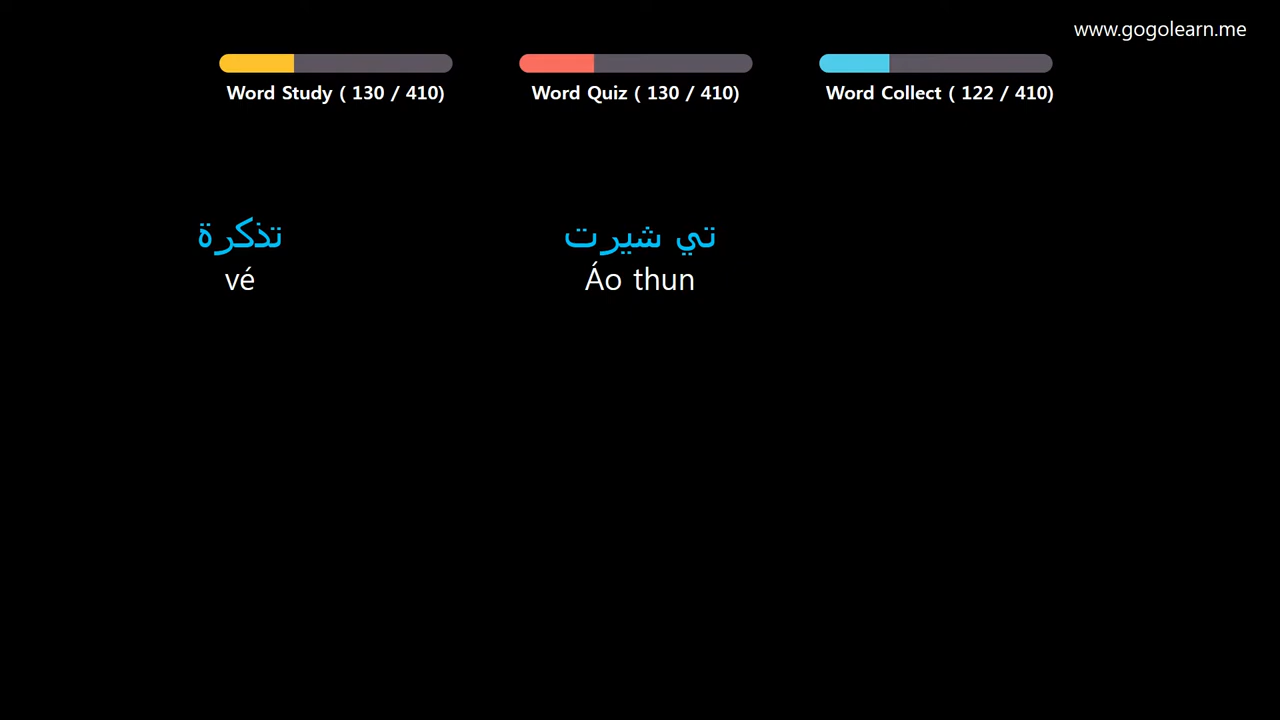 www.gogolearn.me
Word Study ( 130 / 410)
Word Quiz ( 130 / 410)
Word Collect ( 122 / 410)
تذكرة
vé
تي شيرت
Áo thun